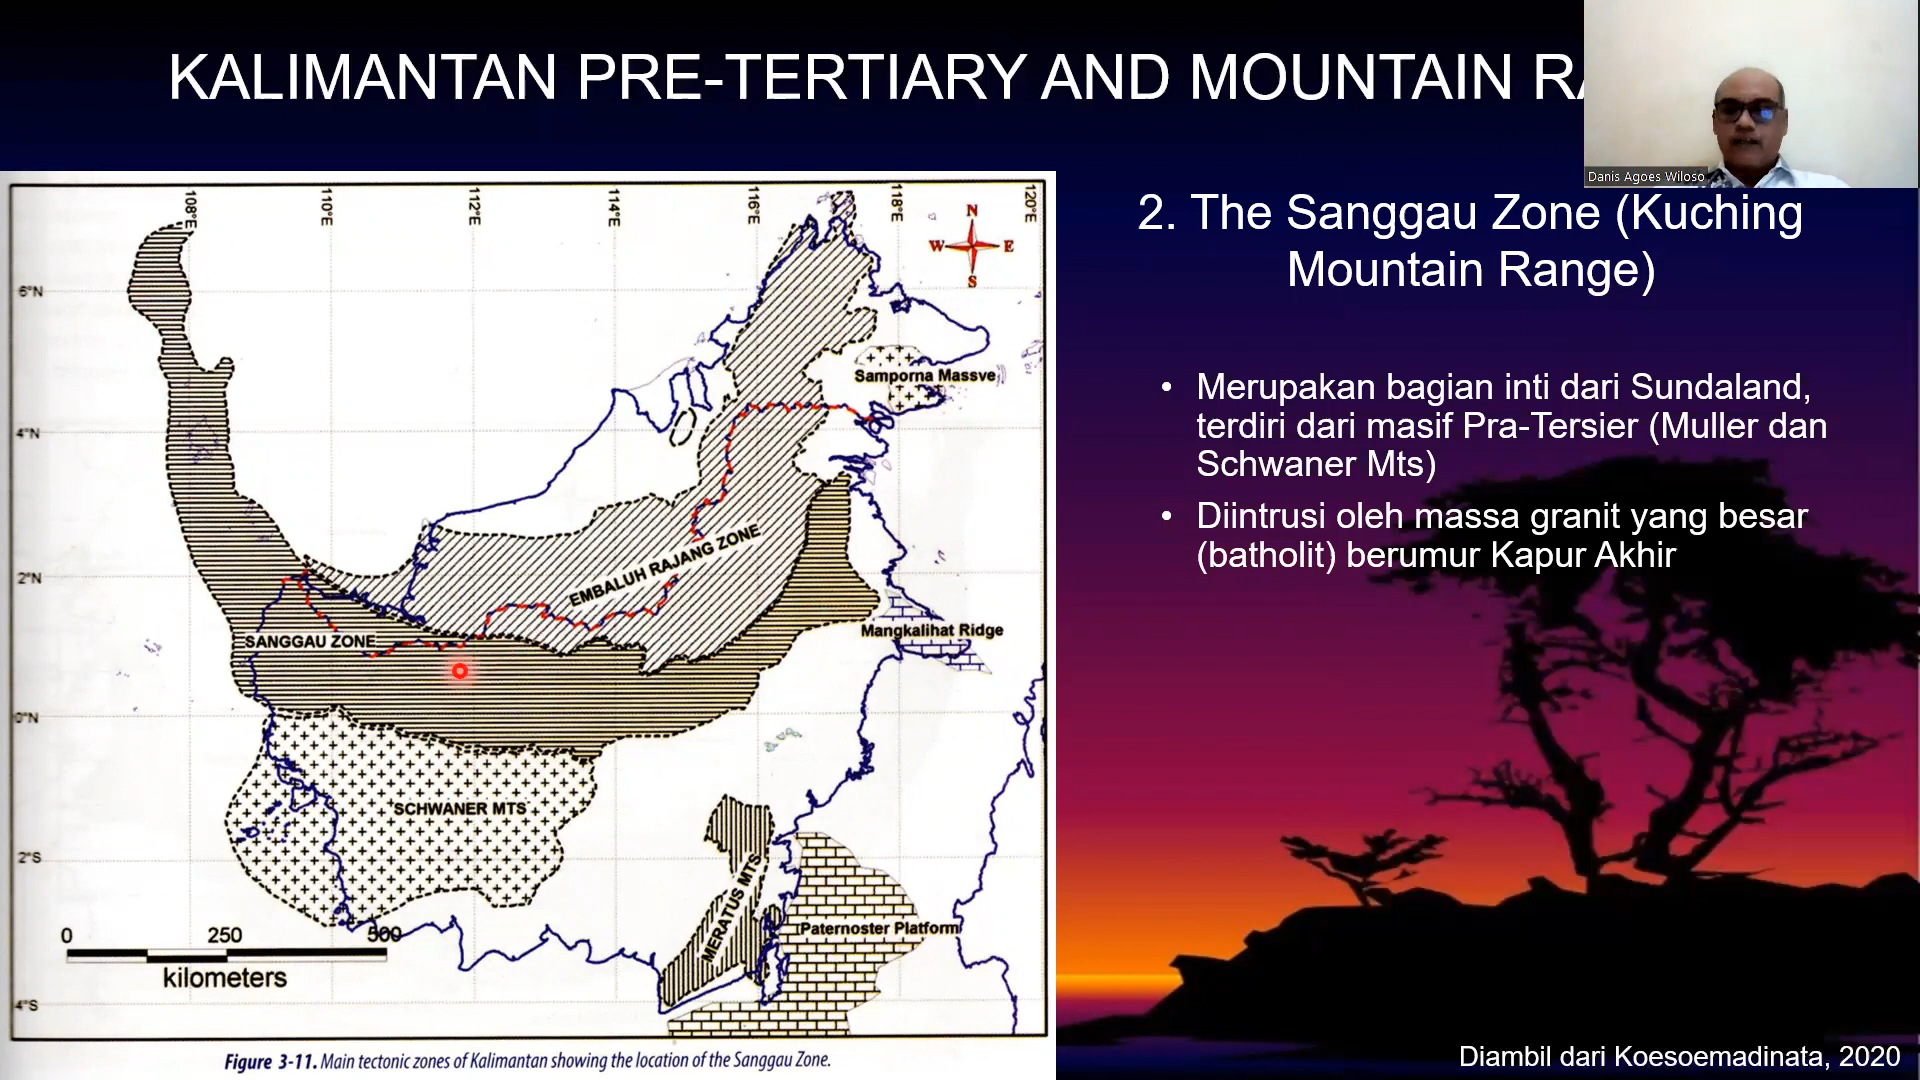 KALIMANTAN PRE-TERTIARY AND MOUNTAIN
Danis Agoes Wiloso
2. The Sanggau Zone (Kuching
Mountain Range)
• Merupakan bagian inti dari Sundaland,
terdiri dari masif Pra-Tersier (Muller dan
Schwaner Mts)
• Diintrusi oleh massa granit yang besar
(batholit) berumur Kapur Akhir
108°E
110°E
112°E
114°E
116°E
118°E
120°E
N
W E
S
6°N
4°N
2°N
0°N
2°S
4°S
Samporna Massve
EMBALUH RAJANG ZONE
SANGGAU ZONE
Mangkalihat Ridge
SCHWANER MTS
MERATUS MTS
Paternoster Platform
0 250 500
kilometers
Figure 3-11. Main tectonic zones of Kalimantan showing the location of the Sanggau Zone.
Diambil dari Koesoemadinata, 2020